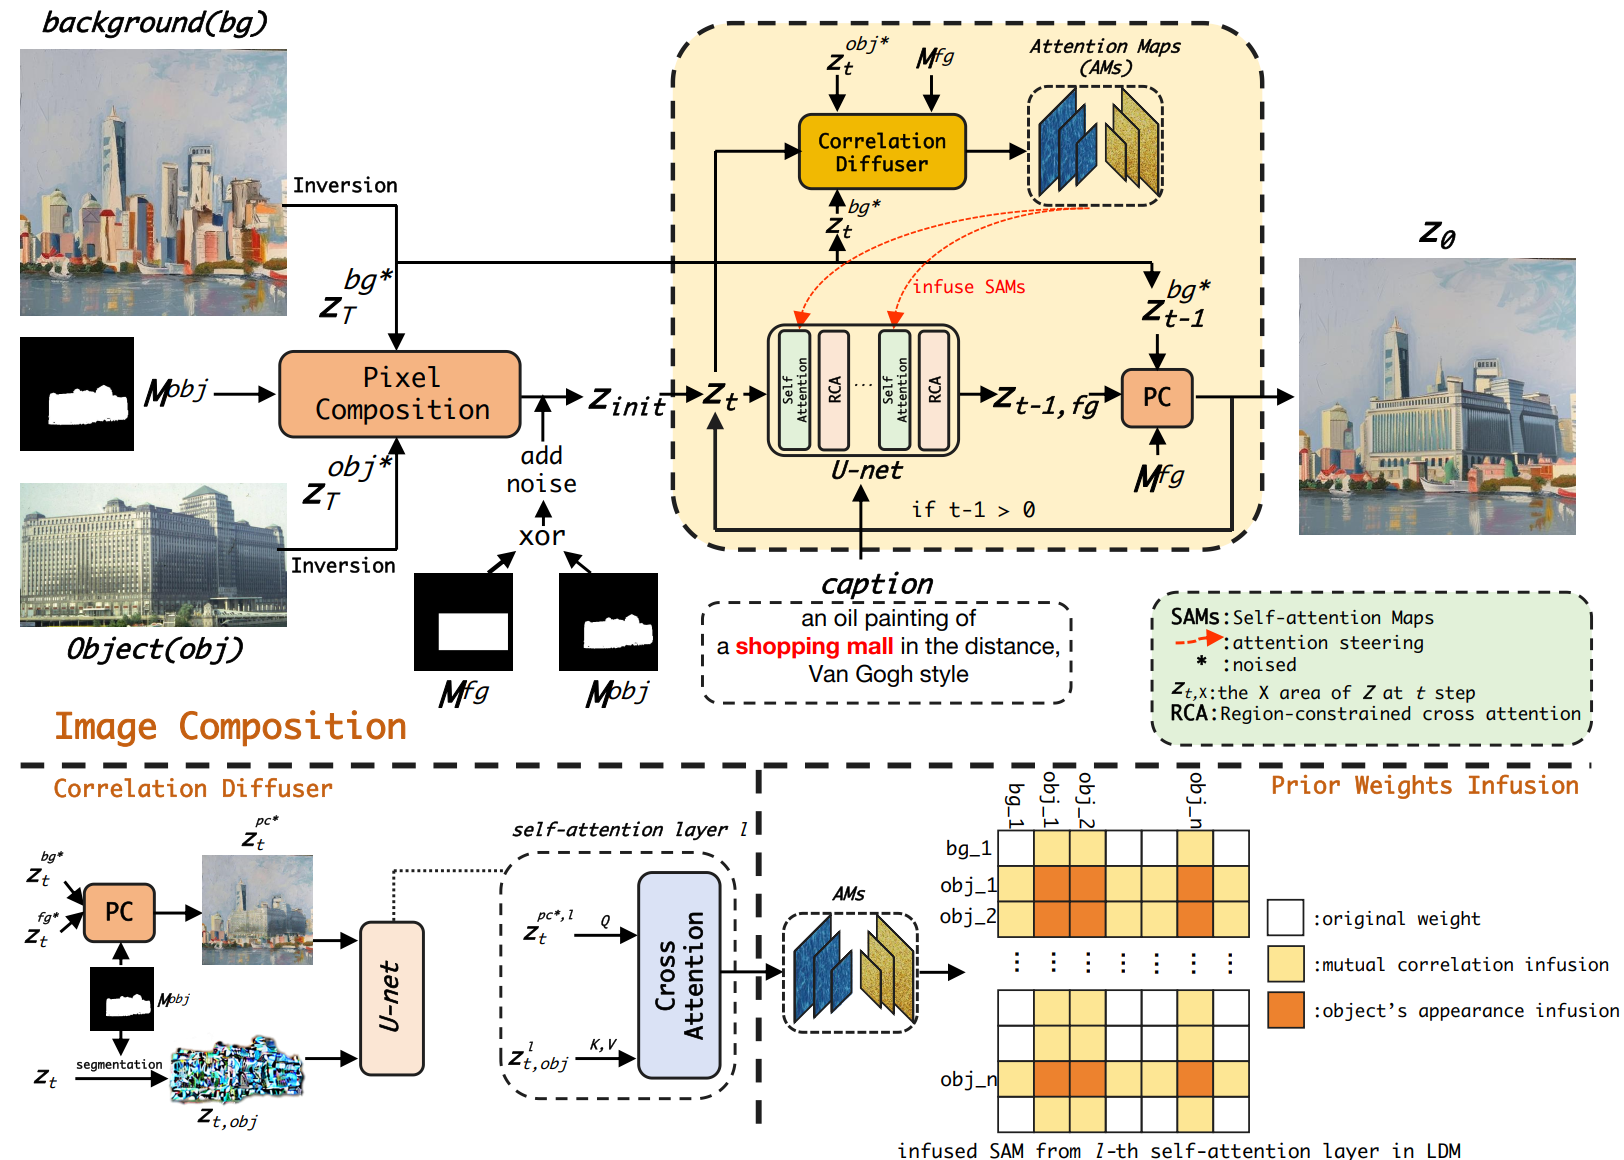 background(bg)
Inversion
z_T^{bg*}
M^{obj}
Pixel
Composition
z_T^{obj*}
Inversion
Object(obj)
add
noise
xor
M^{fg}
M^{obj}
z_{init}
z_t^{obj*}
M^{fg}
Correlation
Diffuser
z_t^{bg*}
Attention Maps
(AMs)
infuse SAMs
z_t
Self
Attention
RCA
...
Self
Attention
RCA
U-net
z_{t-1,fg}
z_{t-1}^{bg*}
PC
M^{fg}
if t-1 > 0
z_0
caption
an oil painting of
a shopping mall in the distance,
Van Gogh style
SAMs:Self-attention Maps
:attention steering
* :noised
z_{t,X}:the X area of Z at t step
RCA:Region-constrained cross attention
Image Composition
Correlation Diffuser
z_t^{bg*}
z_t^{fg*}
PC
z_t^{pc*}
M^{obj}
segmentation
z_t
z_{t,obj}
U-net
self-attention layer l
z_t^{pc*,l}
Q
z_{t,obj}^l
K,V
Cross
Attention
Prior Weights Infusion
AMs
bg_1
obj_1
obj_2
obj_n
bg_1
obj_1
obj_2
obj_n
:original weight
:mutual correlation infusion
:object's appearance infusion
infused SAM from l-th self-attention layer in LDM